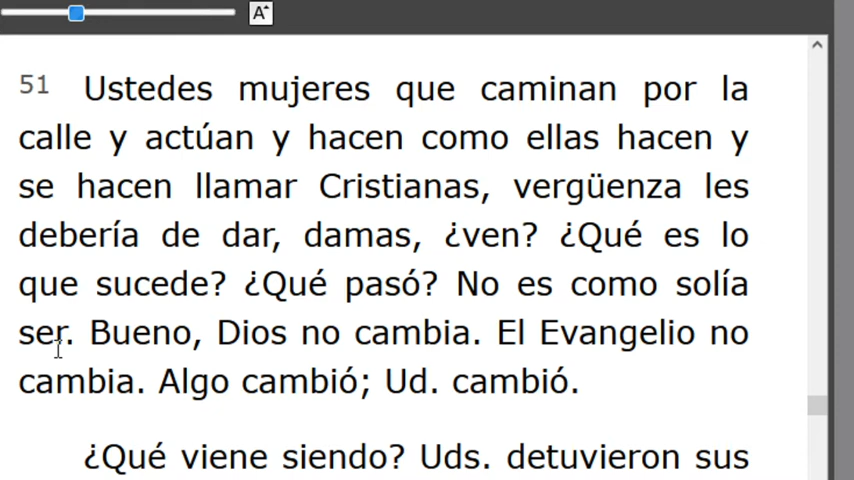 A
51 Ustedes mujeres que caminan por la
calle y actúan y hacen como ellas hacen y
se hacen llamar Cristianas, vergüenza les
debería de dar, damas, ¿ven? ¿Qué es lo
que sucede? ¿Qué pasó? No es como solía
ser. Bueno, Dios no cambia. El Evangelio no
cambia. Algo cambió; Ud. cambió.
¿Qué viene siendo? Uds. detuvieron sus